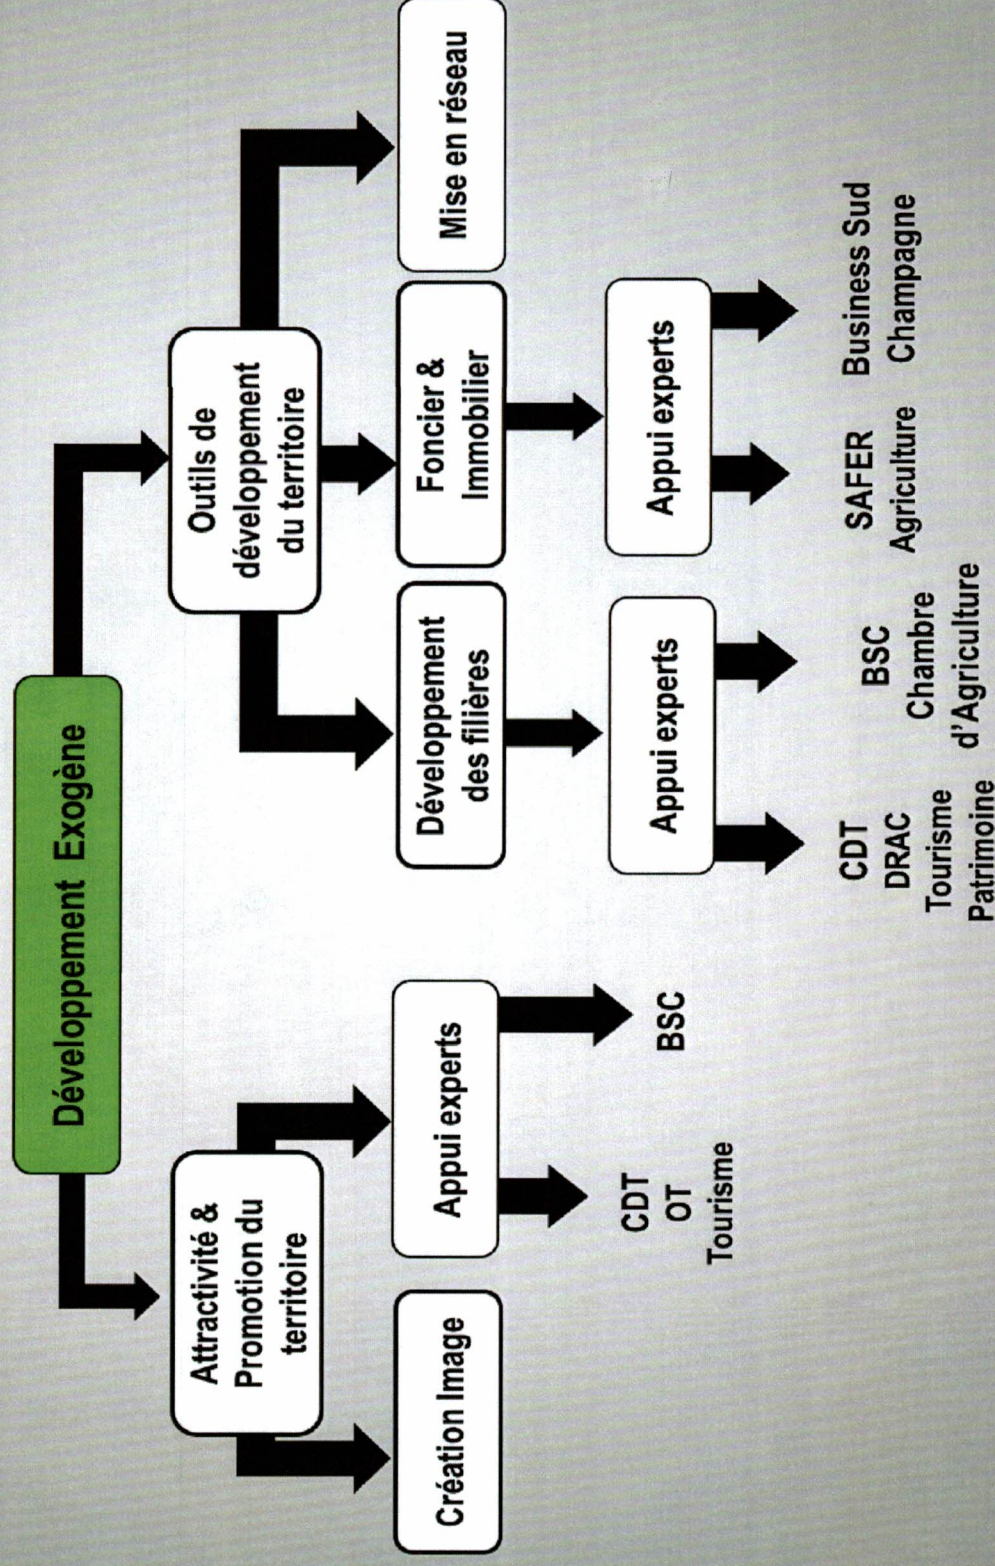 Développement Exogène
Attractivité &
Promotion du
territoire
Outils de
développement
du territoire
Création Image
Appui experts
Développement
des filières
Foncier &
Immobilier
Mise en réseau
CDT
OT
Tourisme
BSC
Appui experts
Appui experts
CDT
DRAC
Tourisme
Patrimoine
BSC
Chambre
d'Agriculture
SAFER
Agriculture
Business Sud
Champagne